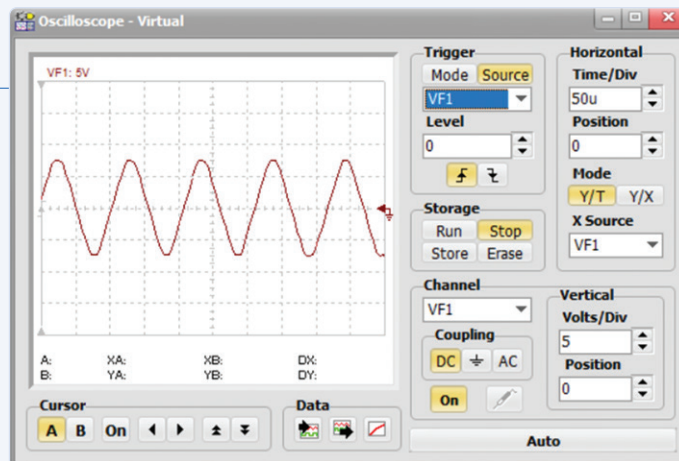 Oscilloscope - Virtual
VF1: 5V
A: XA: XB: DX:
B: YA: YB: DY:
Cursor
A B On
Data
Trigger
Mode Source
VF1
Level
0
Storage
Run Stop
Store Erase
Horizontal
Time/Div
50u
Position
0
Mode
Y/T Y/X
X Source
VF1
Channel
VF1
Coupling
DC AC
On
Vertical
Volts/Div
5
Position
0
Auto